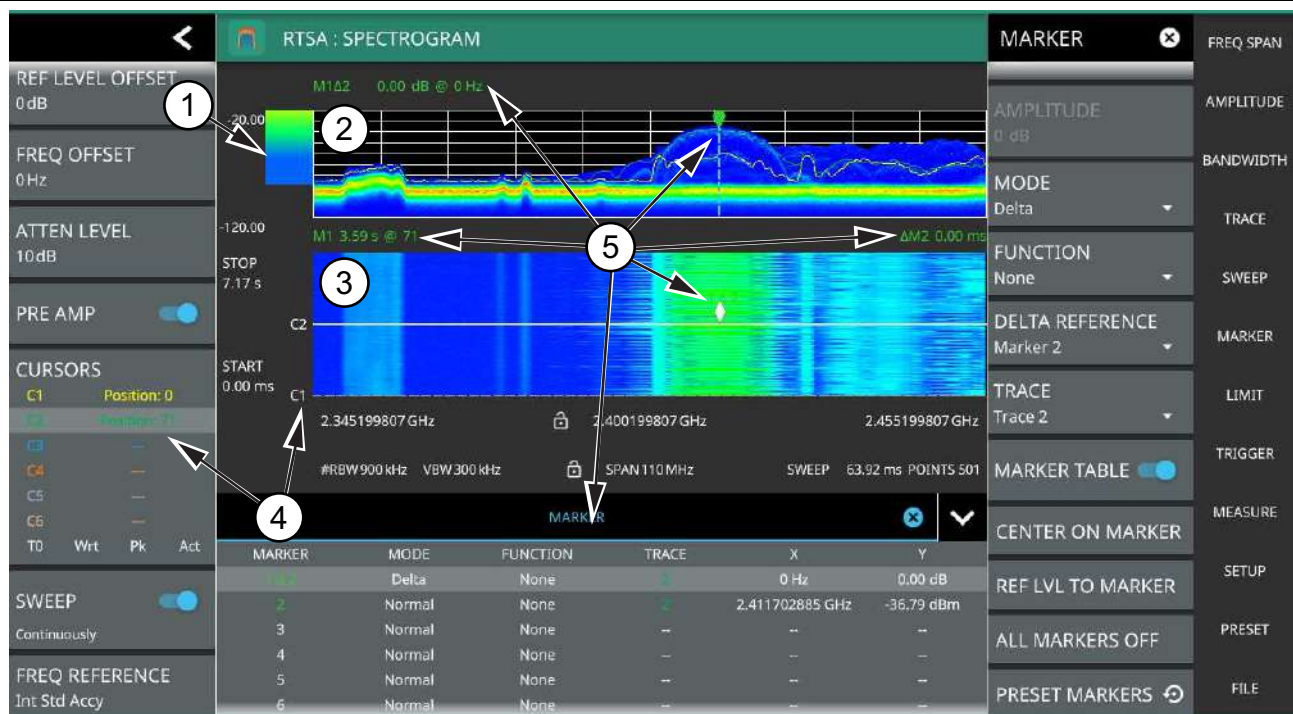 RTSA : SPECTROGRAM
REF LEVEL OFFSET
0 dB
FREQ OFFSET
0 Hz
ATTEN LEVEL
10 dB
PRE AMP
CURSORS
C1 Position: 0
C2 Position: 71
C3 --
C4 --
C5 --
C6 --
T0 Wrt Pk Act
SWEEP
Continuously
FREQ REFERENCE
Int Std Accy
M1Δ2 0.00 dB @ 0 Hz
1
-20.00
2
-120.00
M1 3.59 s @ 71
5
ΔM2 0.00 ms
STOP
7.17 s
3
C2
START
0.00 ms
C1
2.345199807 GHz
2.400199807 GHz
2.455199807 GHz
#RBW 900 kHz VBW 300 kHz
SPAN 110 MHz
SWEEP 63.92 ms POINTS 501
4
MARKER
MARKER MODE FUNCTION TRACE X Y
1Δ2 Delta None 2 0 Hz 0.00 dB
2 Normal None 2 2.411702885 GHz -36.79 dBm
3 Normal None -- -- --
4 Normal None -- -- --
5 Normal None -- -- --
6 Normal None -- -- --
MARKER
AMPLITUDE
0 dB
MODE
Delta
FUNCTION
None
DELTA REFERENCE
Marker 2
TRACE
Trace 2
MARKER TABLE
CENTER ON MARKER
REF LVL TO MARKER
ALL MARKERS OFF
PRESET MARKERS
FREQ SPAN
AMPLITUDE
BANDWIDTH
TRACE
SWEEP
MARKER
LIMIT
TRIGGER
MEASURE
SETUP
PRESET
FILE